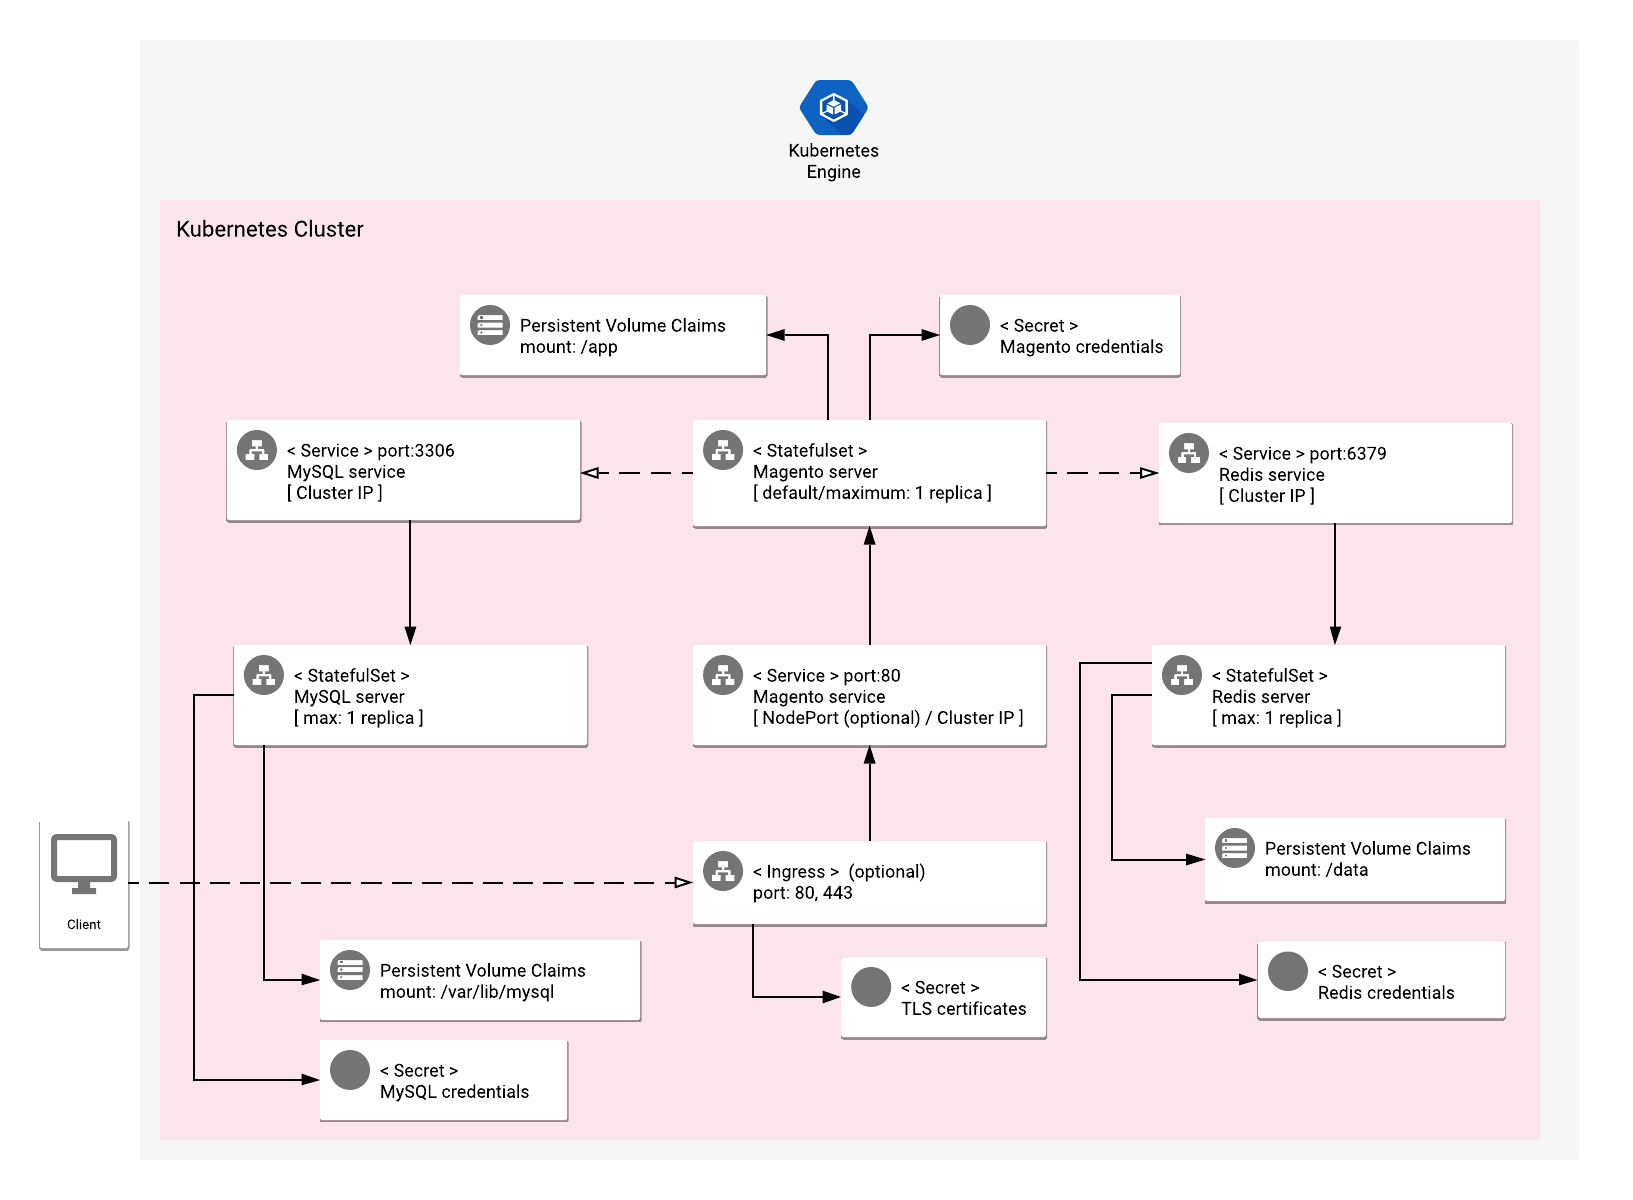 Kubernetes
Engine
Kubernetes Cluster
Persistent Volume Claims
mount: /app
< Secret >
Magento credentials
< Service > port:3306
MySQL service
[ Cluster IP ]
< Statefulset >
Magento server
[ default/maximum: 1 replica ]
< Service > port:6379
Redis service
[ Cluster IP ]
< StatefulSet >
MySQL server
[ max: 1 replica ]
< Service > port:80
Magento service
[ NodePort (optional) / Cluster IP ]
< StatefulSet >
Redis server
[ max: 1 replica ]
Client
< Ingress > (optional)
port: 80, 443
Persistent Volume Claims
mount: /data
Persistent Volume Claims
mount: /var/lib/mysql
< Secret >
TLS certificates
< Secret >
Redis credentials
< Secret >
MySQL credentials